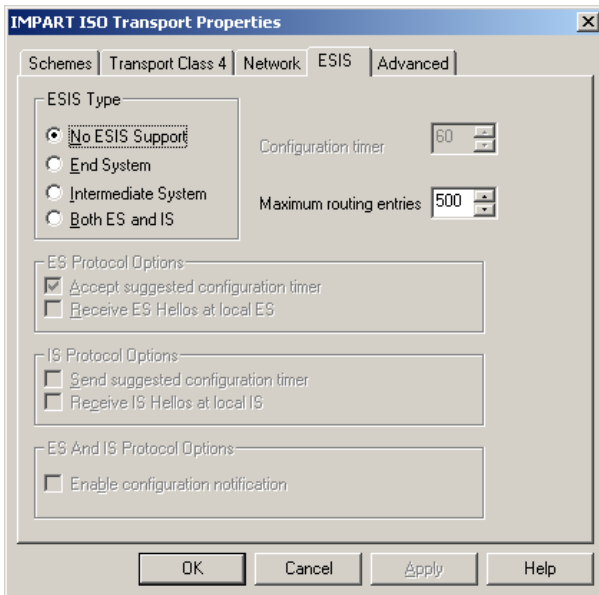 IMPART ISO Transport Properties
Schemes Transport Class 4 Network ESIS Advanced
ESIS Type
No ESIS Support
End System
Intermediate System
Both ES and IS
Configuration timer 60
Maximum routing entries 500
ES Protocol Options
Accept suggested configuration timer
Receive ES Hellos at local ES
IS Protocol Options
Send suggested configuration timer
Receive IS Hellos at local IS
ES And IS Protocol Options
Enable configuration notification
OK Cancel Apply Help